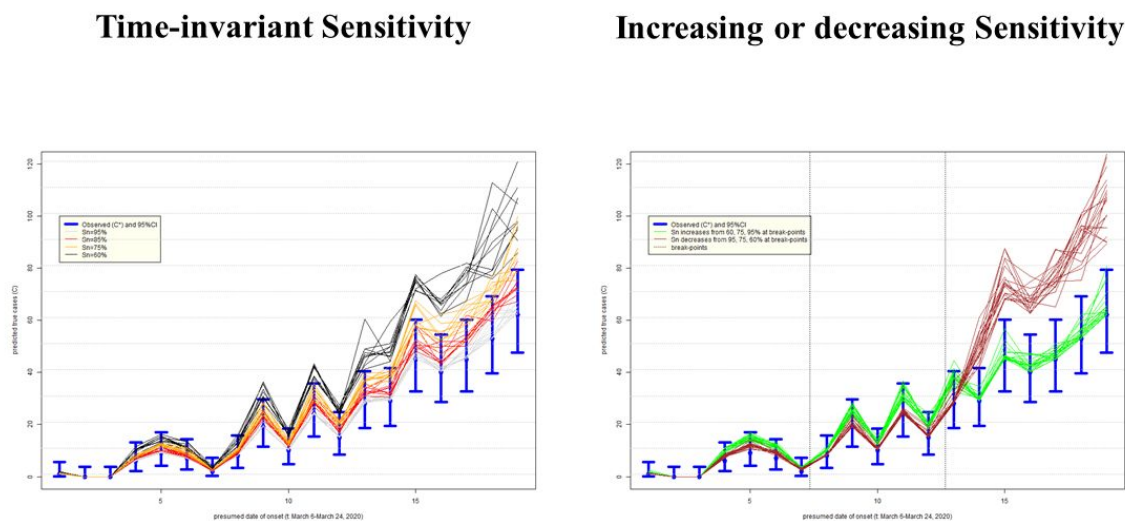 Time-invariant Sensitivity
Increasing or decreasing Sensitivity
predicted true cases (C)
120
100
80
60
40
20
0
Observed (C*) and 95%CI
Sn=95%
Sn=85%
Sn=75%
Sn=60%
5
10
15
presumed date of onset (t: March 6-March 24, 2020)
predicted true cases (C)
120
100
80
60
40
20
0
Observed (C*) and 95%CI
Sn increases from 60, 75, 95% at break-points
Sn decreases from 95, 75, 60% at break-points
break-points
5
10
15
presumed date of onset (t: March 6-March 24, 2020)